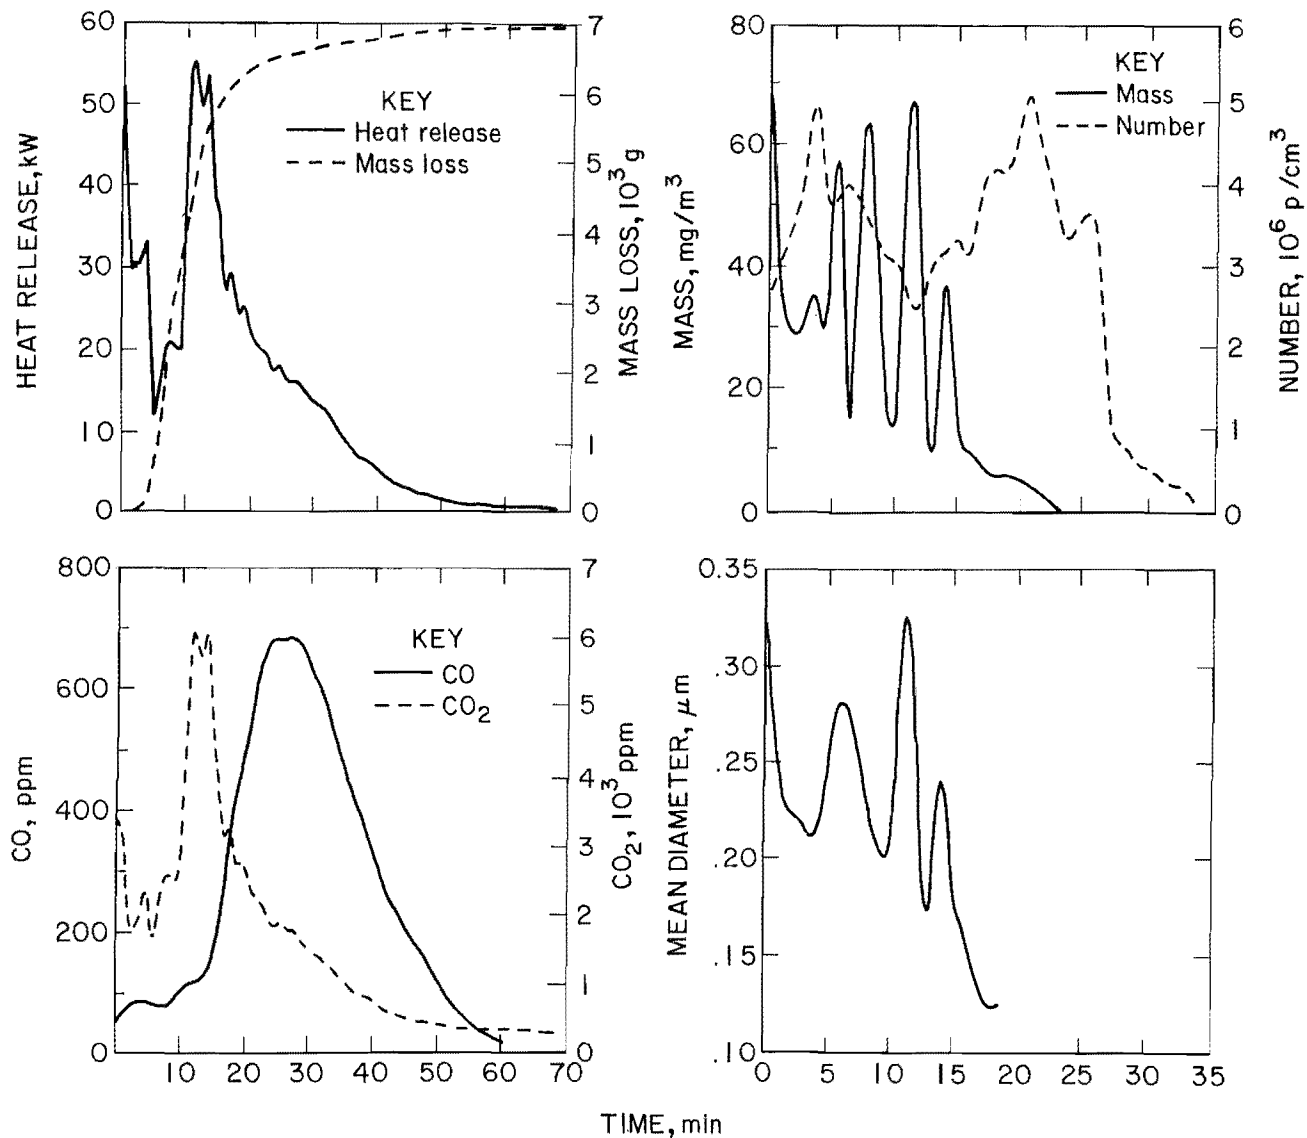 60
50
40
30
20
10
0
HEAT RELEASE, kW
KEY
Heat release
Mass loss
7
6
5
4
3
2
1
0
MASS LOSS, 10³ g
80
60
40
20
0
MASS, mg/m³
KEY
Mass
Number
6
5
4
3
2
1
0
NUMBER, 10⁶ p/cm³
800
600
400
200
0
CO, ppm
KEY
CO
CO₂
7
6
5
4
3
2
1
0
CO₂, 10³ ppm
10 20 30 40 50 60 70
0.35
.30
.25
.20
.15
.10
MEAN DIAMETER, μm
0 5 10 15 20 25 30 35
TIME, min